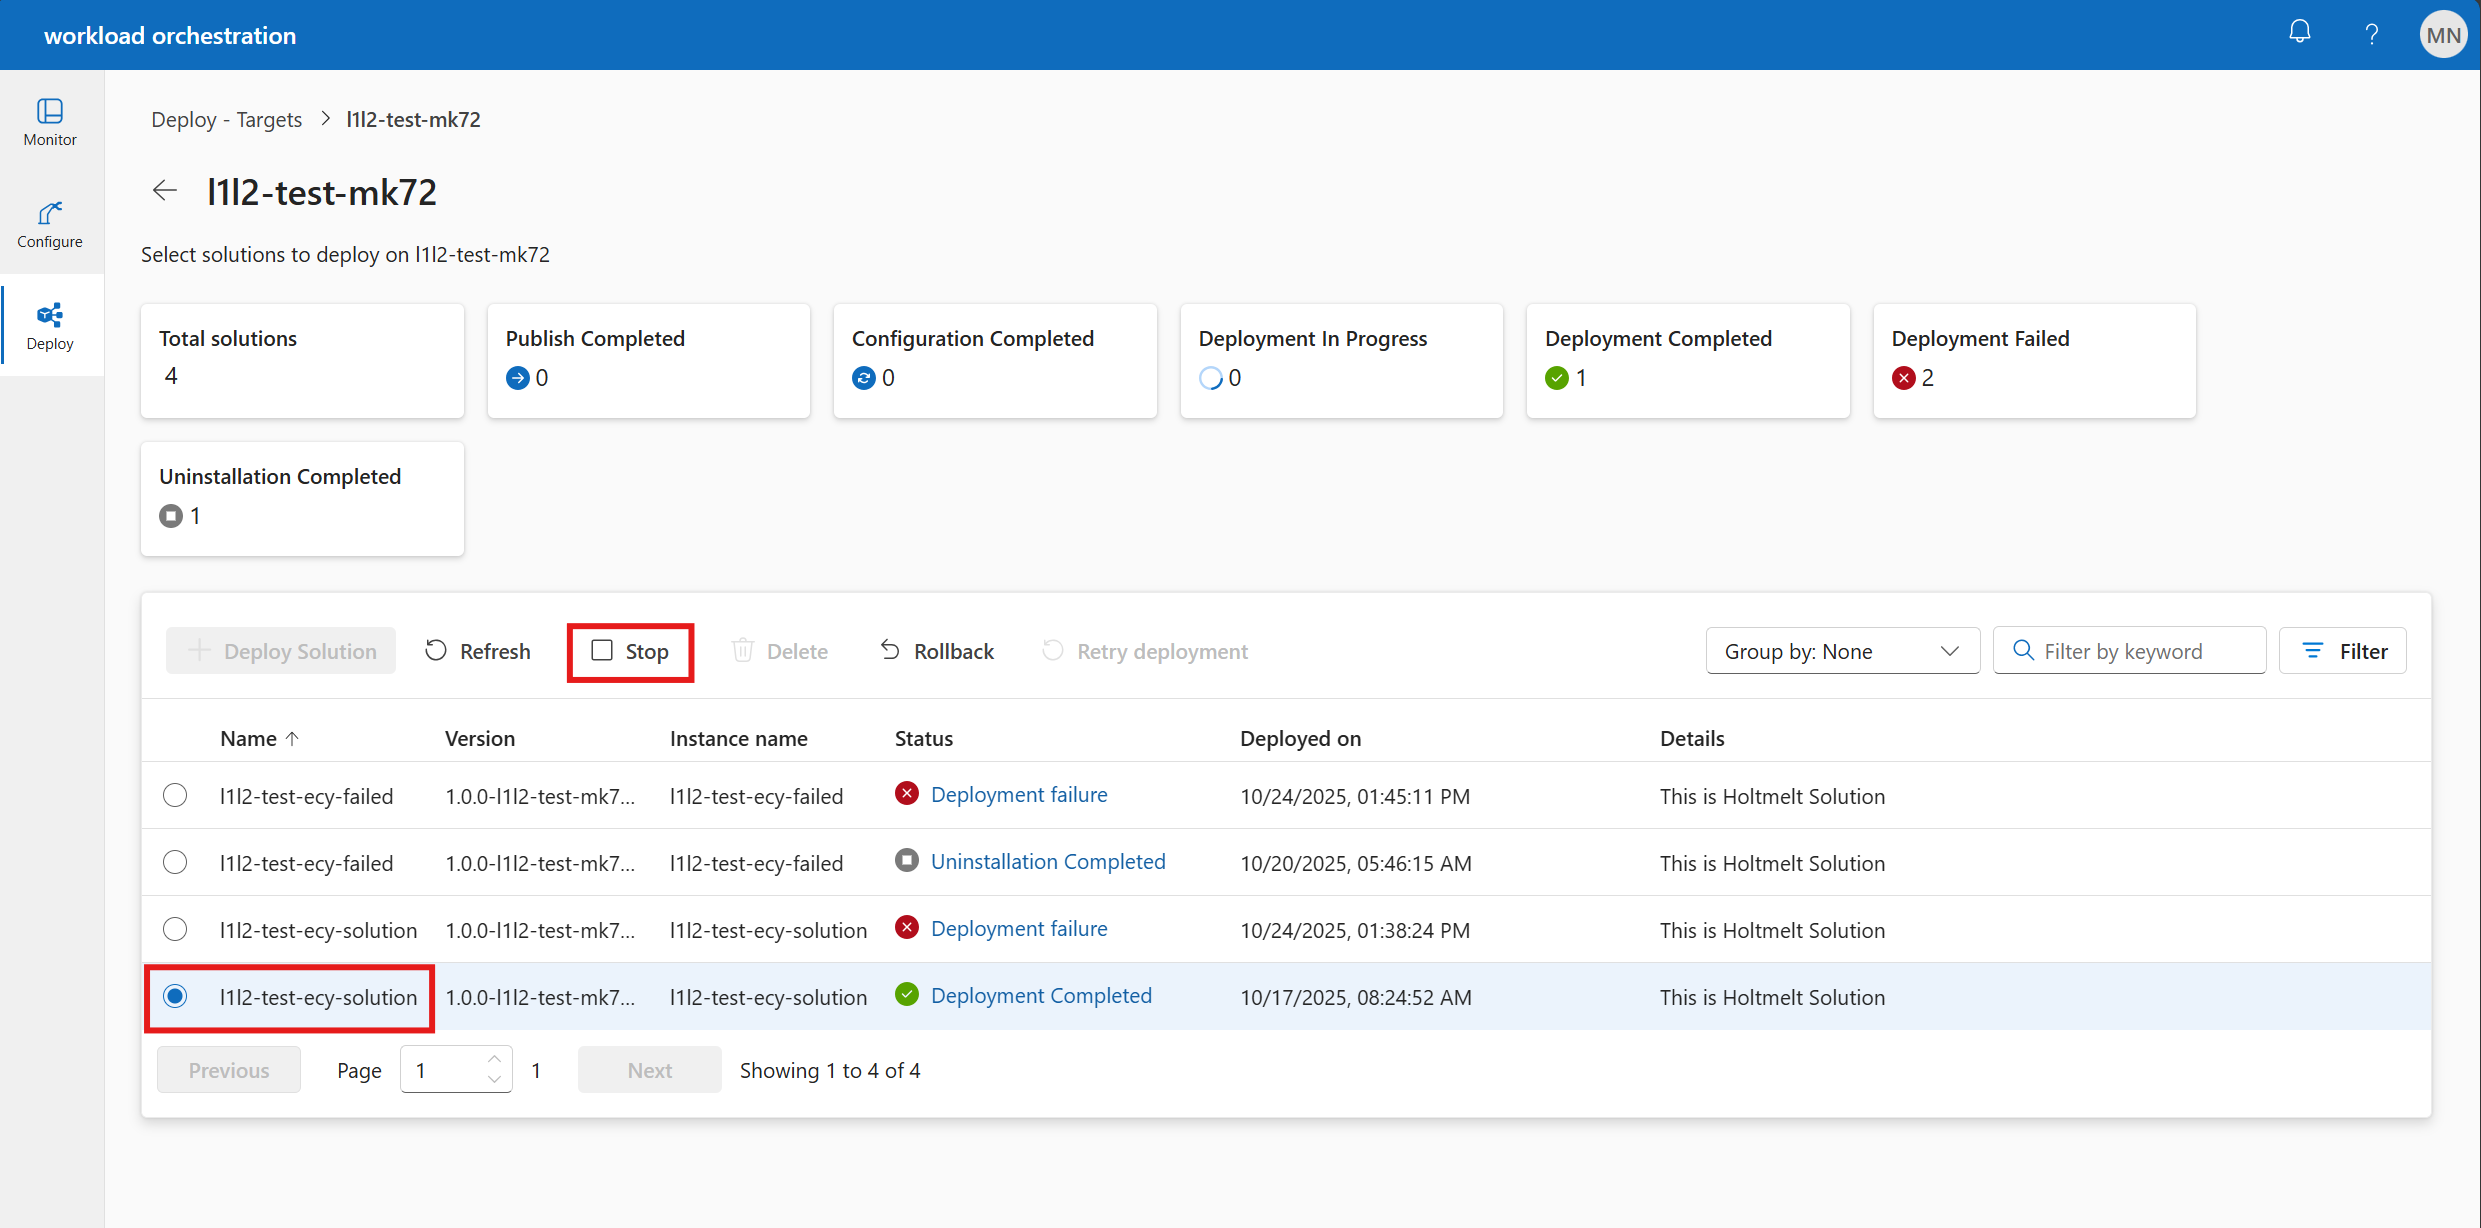 workload orchestration
MN
Monitor
Configure
Deploy
Deploy - Targets > l1l2-test-mk72
l1l2-test-mk72
Select solutions to deploy on l1l2-test-mk72
Total solutions
4
Publish Completed
0
Configuration Completed
0
Deployment In Progress
0
Deployment Completed
1
Deployment Failed
2
Uninstallation Completed
1
Deploy Solution Refresh Stop Delete Rollback Retry deployment Group by: None Filter by keyword Filter
Name ↑ Version Instance name Status Deployed on Details
l1l2-test-ecy-failed 1.0.0-l1l2-test-mk7... l1l2-test-ecy-failed Deployment failure 10/24/2025, 01:45:11 PM This is Holtmelt Solution
l1l2-test-ecy-failed 1.0.0-l1l2-test-mk7... l1l2-test-ecy-failed Uninstallation Completed 10/20/2025, 05:46:15 AM This is Holtmelt Solution
l1l2-test-ecy-solution 1.0.0-l1l2-test-mk7... l1l2-test-ecy-solution Deployment failure 10/24/2025, 01:38:24 PM This is Holtmelt Solution
l1l2-test-ecy-solution 1.0.0-l1l2-test-mk7... l1l2-test-ecy-solution Deployment Completed 10/17/2025, 08:24:52 AM This is Holtmelt Solution
Previous Page 1 1 Next Showing 1 to 4 of 4